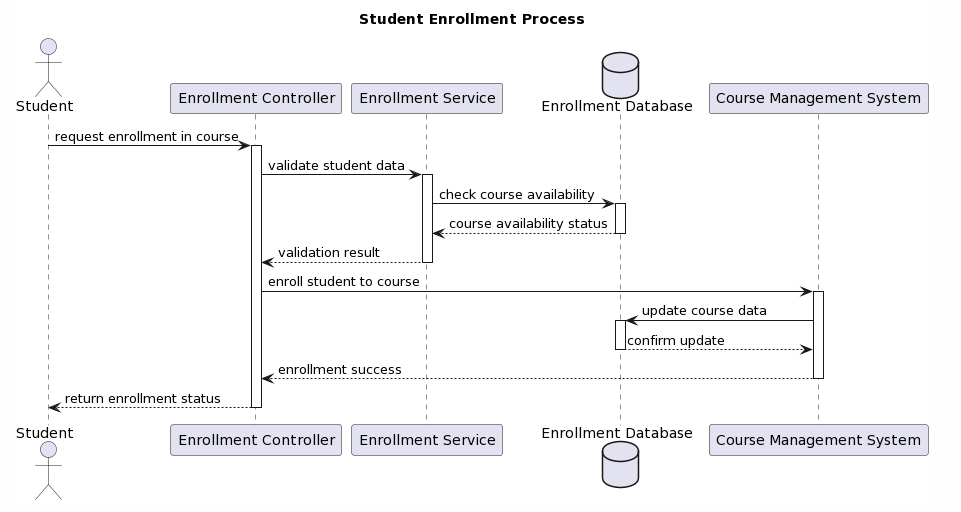 Student Enrollment Process
Student
Enrollment Controller
Enrollment Service
Enrollment Database
Course Management System
request enrollment in course
validate student data
check course availability
course availability status
validation result
enroll student to course
update course data
confirm update
enrollment success
return enrollment status
Student
Enrollment Controller
Enrollment Service
Enrollment Database
Course Management System